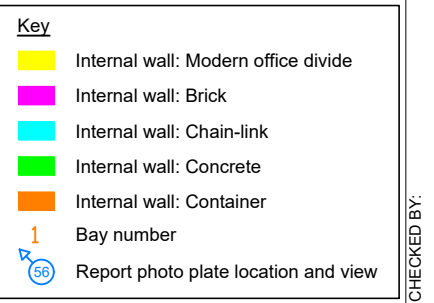 Key
Internal wall: Modern office divide
Internal wall: Brick
Internal wall: Chain-link
Internal wall: Concrete
Internal wall: Container
1 Bay number
56 Report photo plate location and view
CHECKED BY: